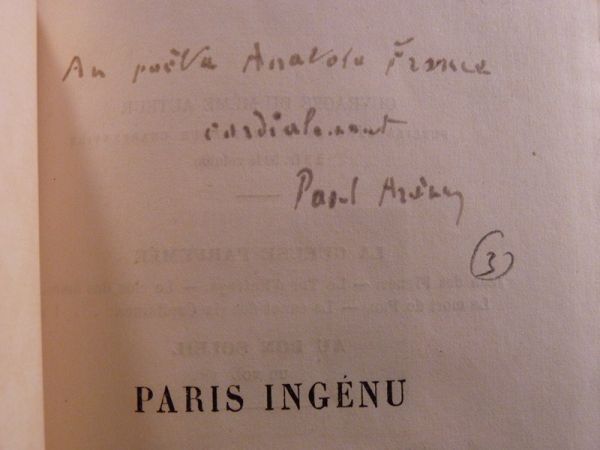 Au poète Anatole France
cordialement
Paul Arène
3
PARIS INGÉNU